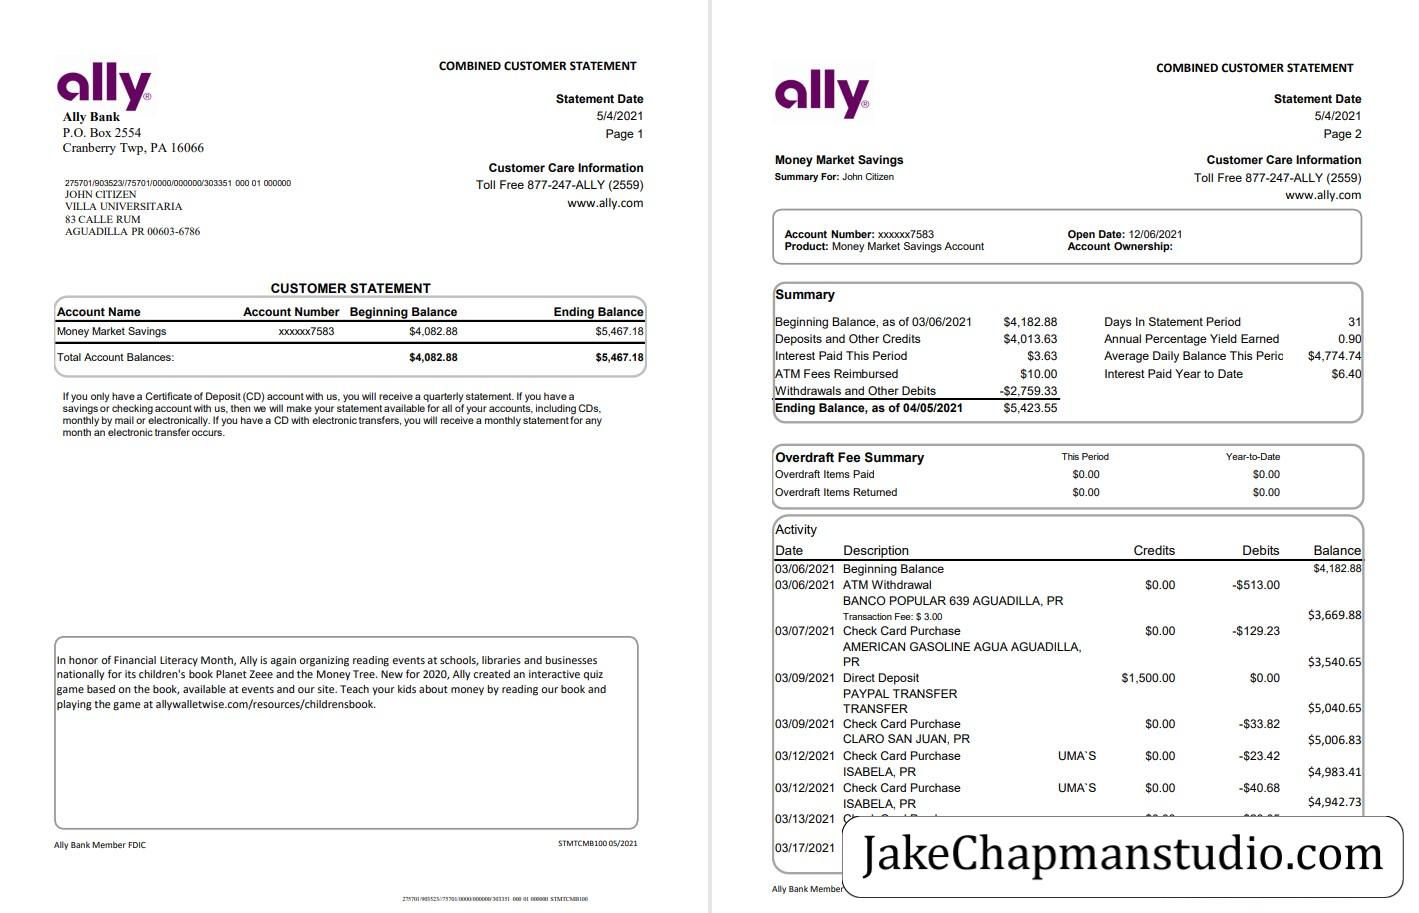 ally®
COMBINED CUSTOMER STATEMENT
Ally Bank
P.O. Box 2554
Cranberry Twp, PA 16066
Statement Date
5/4/2021
Page 1
Customer Care Information
Toll Free 877-247-ALLY (2559)
www.ally.com
275701/903523//75701/0000/000000/303351 000 01 000000
JOHN CITIZEN
VILLA UNIVERSITARIA
83 CALLE RUM
AGUADILLA PR 00603-6786
CUSTOMER STATEMENT
Account Name Account Number Beginning Balance Ending Balance
Money Market Savings xxxxxx7583 $4,082.88 $5,467.18
Total Account Balances: $4,082.88 $5,467.18
If you only have a Certificate of Deposit (CD) account with us, you will receive a quarterly statement. If you have a
savings or checking account with us, then we will make your statement available for all of your accounts, including CDs,
monthly by mail or electronically. If you have a CD with electronic transfers, you will receive a monthly statement for any
month an electronic transfer occurs.
In honor of Financial Literacy Month, Ally is again organizing reading events at schools, libraries and businesses
nationally for its children's book Planet Zeee and the Money Tree. New for 2020, Ally created an interactive quiz
game based on the book, available at events and our site. Teach your kids about money by reading our book and
playing the game at allywalletwise.com/resources/childrensbook.
Ally Bank Member FDIC STMTCMB100 05/2021
275701/903523//75701/0000/000000/303351 000 01 000000 STMTCMB100
ally®
COMBINED CUSTOMER STATEMENT
Statement Date
5/4/2021
Page 2
Money Market Savings
Summary For: John Citizen
Customer Care Information
Toll Free 877-247-ALLY (2559)
www.ally.com
Account Number: xxxxxx7583 Open Date: 12/06/2021
Product: Money Market Savings Account Account Ownership:
Summary
Beginning Balance, as of 03/06/2021 $4,182.88 Days In Statement Period 31
Deposits and Other Credits $4,013.63 Annual Percentage Yield Earned 0.90
Interest Paid This Period $3.63 Average Daily Balance This Perio $4,774.74
ATM Fees Reimbursed $10.00 Interest Paid Year to Date $6.40
Withdrawals and Other Debits -$2,759.33
Ending Balance, as of 04/05/2021 $5,423.55
Overdraft Fee Summary This Period Year-to-Date
Overdraft Items Paid $0.00 $0.00
Overdraft Items Returned $0.00 $0.00
Activity
Date Description Credits Debits Balance
03/06/2021 Beginning Balance $4,182.88
03/06/2021 ATM Withdrawal $0.00 -$513.00
BANCO POPULAR 639 AGUADILLA, PR
Transaction Fee: $ 3.00 $3,669.88
03/07/2021 Check Card Purchase $0.00 -$129.23
AMERICAN GASOLINE AGUA AGUADILLA,
PR $3,540.65
03/09/2021 Direct Deposit $1,500.00 $0.00
PAYPAL TRANSFER
TRANSFER $5,040.65
03/09/2021 Check Card Purchase $0.00 -$33.82
CLARO SAN JUAN, PR $5,006.83
03/12/2021 Check Card Purchase UMA`S $0.00 -$23.42
ISABELA, PR $4,983.41
03/12/2021 Check Card Purchase UMA`S $0.00 -$40.68
ISABELA, PR $4,942.73
03/13/2021
03/17/2021
JakeChapmanstudio.com
Ally Bank Member